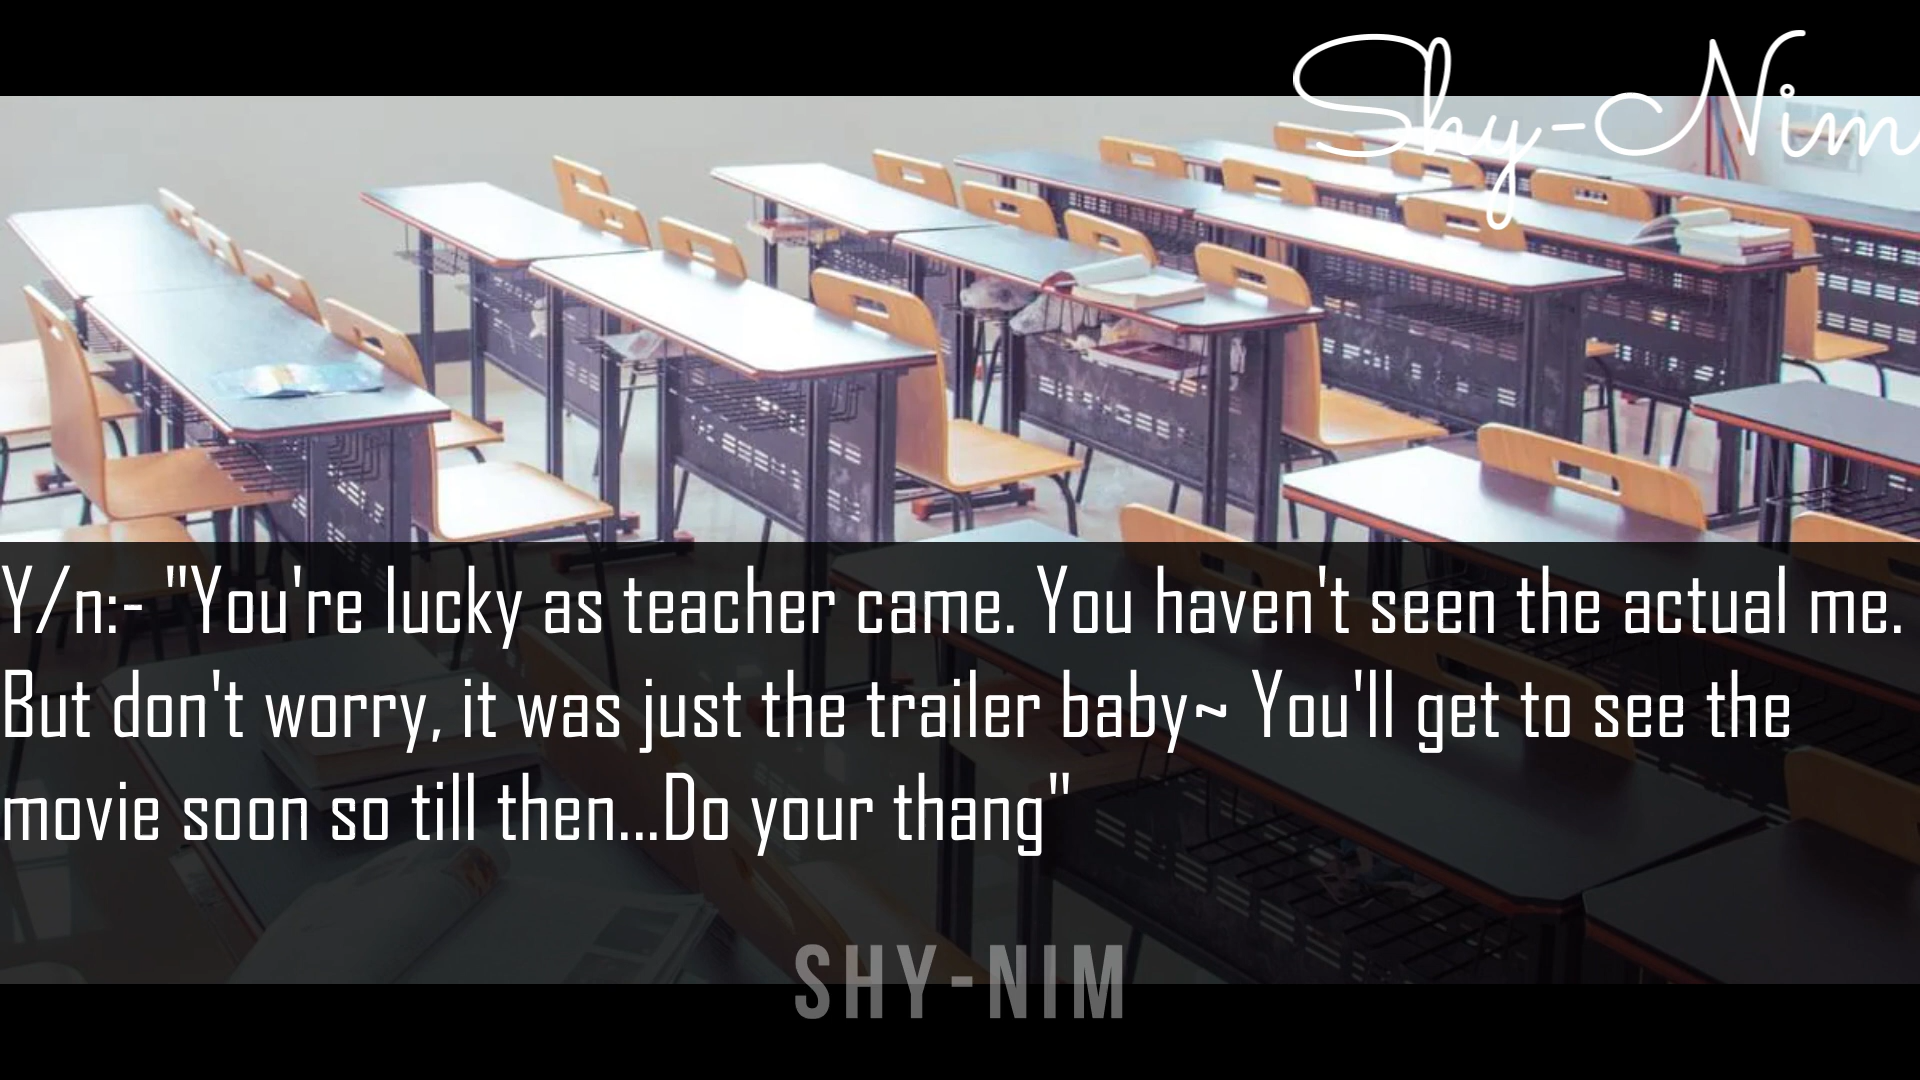 Shy-Nim
Y/n:- "You're lucky as teacher came. You haven't seen the actual me.
But don't worry, it was just the trailer baby~ You'll get to see the
movie soon so till then...Do your thang"
SHY-NIM